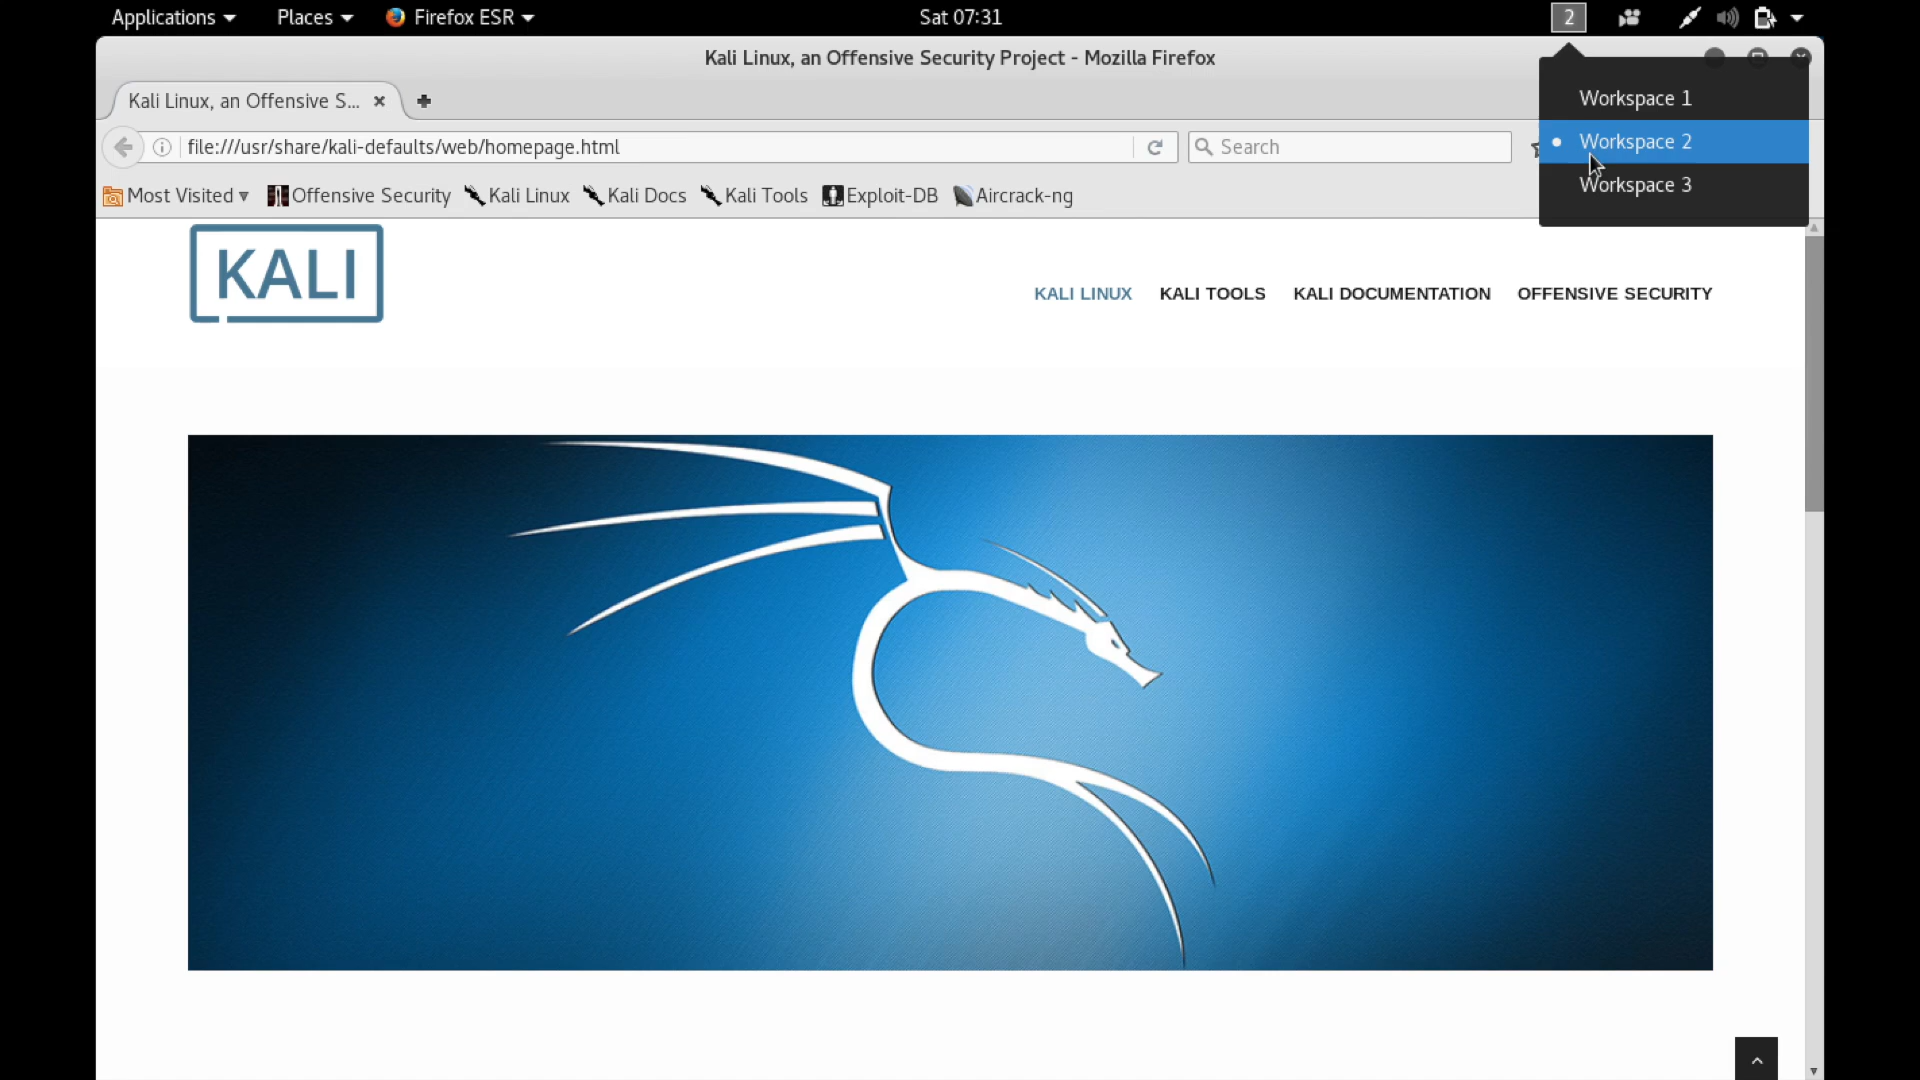 Applications Places Firefox ESR Sat 07:31 2
Kali Linux, an Offensive Security Project - Mozilla Firefox
Kali Linux, an Offensive S...
Workspace 1
file:///usr/share/kali-defaults/web/homepage.html Search
Workspace 2
Most Visited Offensive Security Kali Linux Kali Docs Kali Tools Exploit-DB Aircrack-ng
Workspace 3
KALI
KALI LINUX KALI TOOLS KALI DOCUMENTATION OFFENSIVE SECURITY